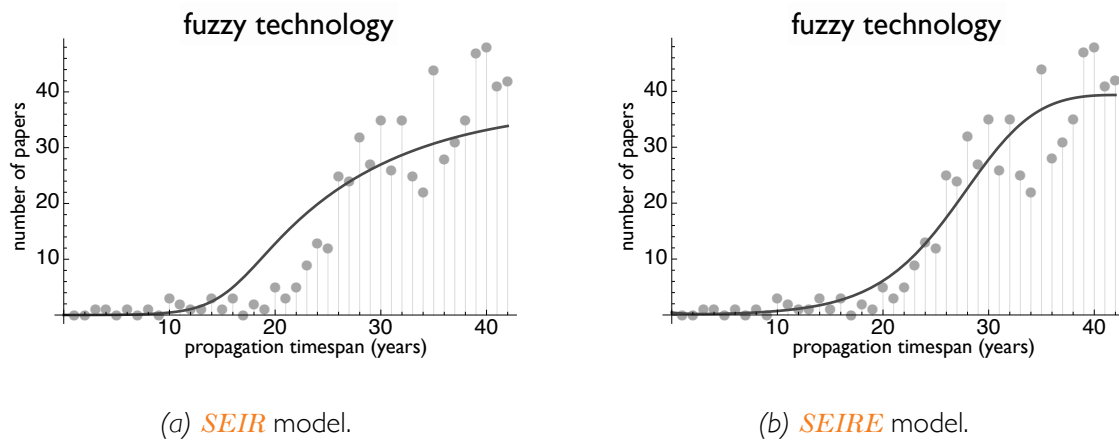 fuzzy technology
number of papers
40
30
20
10
10 20 30 40
propagation timespan (years)
(a) SEIR model.
fuzzy technology
number of papers
40
30
20
10
10 20 30 40
propagation timespan (years)
(b) SEIRE model.